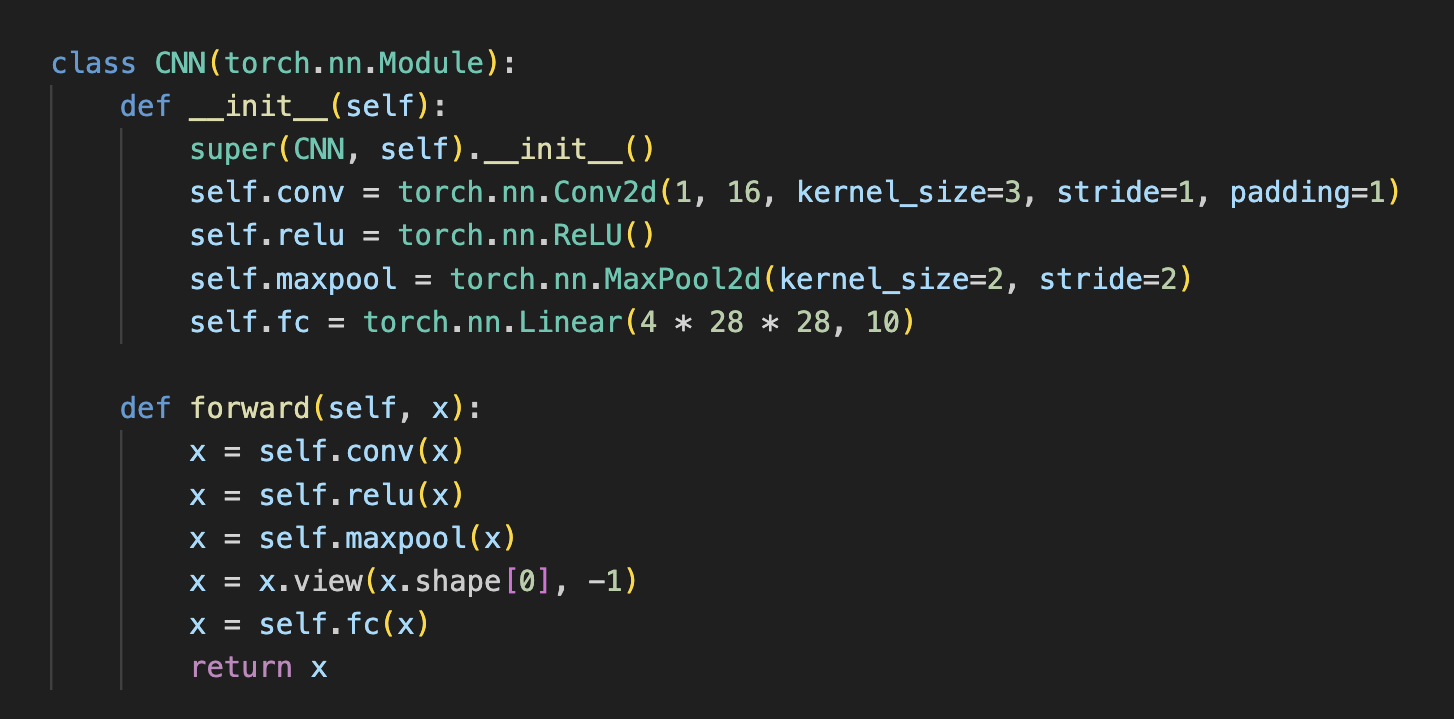 class CNN(torch.nn.Module):
    def __init__(self):
        super(CNN, self).__init__()
        self.conv = torch.nn.Conv2d(1, 16, kernel_size=3, stride=1, padding=1)
        self.relu = torch.nn.ReLU()
        self.maxpool = torch.nn.MaxPool2d(kernel_size=2, stride=2)
        self.fc = torch.nn.Linear(4 * 28 * 28, 10)

    def forward(self, x):
        x = self.conv(x)
        x = self.relu(x)
        x = self.maxpool(x)
        x = x.view(x.shape[0], -1)
        x = self.fc(x)
        return x